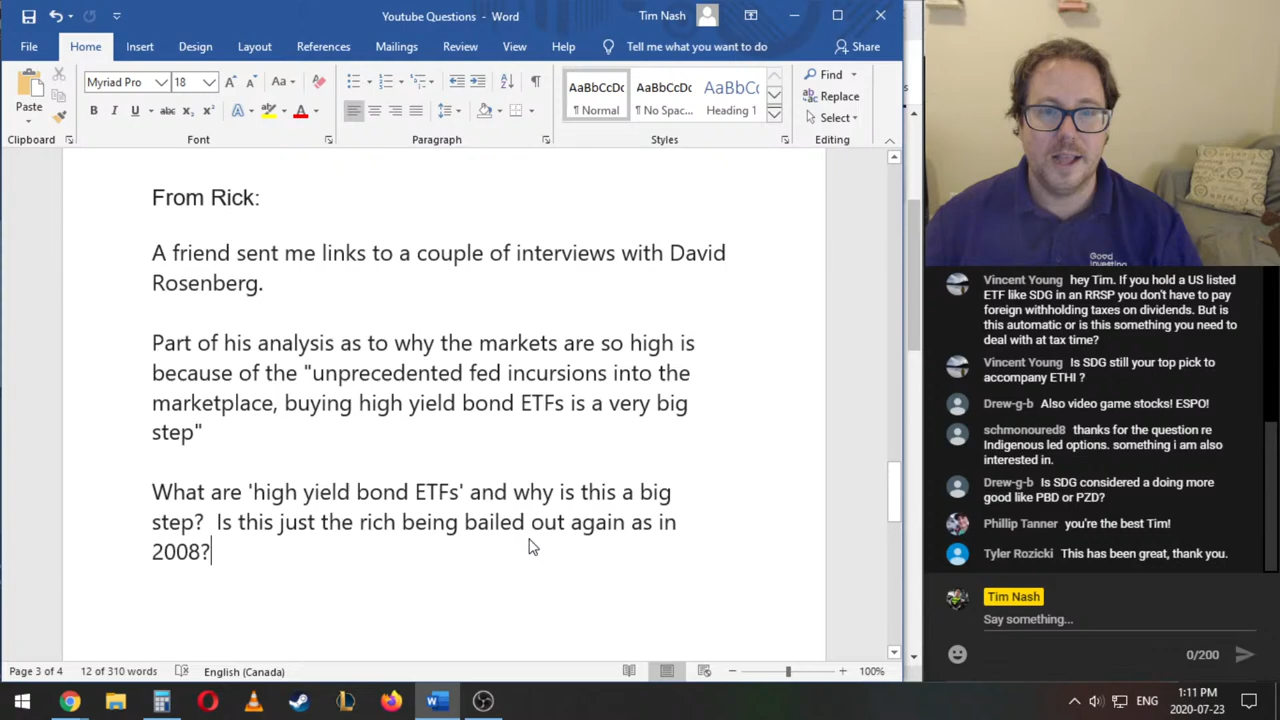 Youtube Questions - Word
Tim Nash
File Home Insert Design Layout References Mailings Review View Help Tell me what you want to do Share
Paste
Myriad Pro 18 Aa
B I U abc x₂ x² A A
AaBbCcDc AaBbCcDc AaBbCc
¶ Normal ¶ No Spac... Heading 1
Find
Replace
Select
Clipboard Font Paragraph Styles Editing
From Rick:
A friend sent me links to a couple of interviews with David
Rosenberg.
Part of his analysis as to why the markets are so high is
because of the "unprecedented fed incursions into the
marketplace, buying high yield bond ETFs is a very big
step"
What are 'high yield bond ETFs' and why is this a big
step? Is this just the rich being bailed out again as in
2008?
Page 3 of 4 12 of 310 words English (Canada) 100%
Good
Investing
Vincent Young hey Tim. If you hold a US listed
ETF like SDG in an RRSP you don't have to pay
foreign withholding taxes on dividends. But is
this automatic or is this something you need to
deal with at tax time?
Vincent Young Is SDG still your top pick to
accompany ETHI ?
Drew-g-b Also video game stocks! ESPO!
schmonoured8 thanks for the question re
Indigenous led options. something i am also
interested in.
Drew-g-b Is SDG considered a doing more
good like PBD or PZD?
Phillip Tanner you're the best Tim!
Tyler Rozicki This has been great, thank you.
Tim Nash
Say something...
0/200
ENG
1:11 PM
2020-07-23